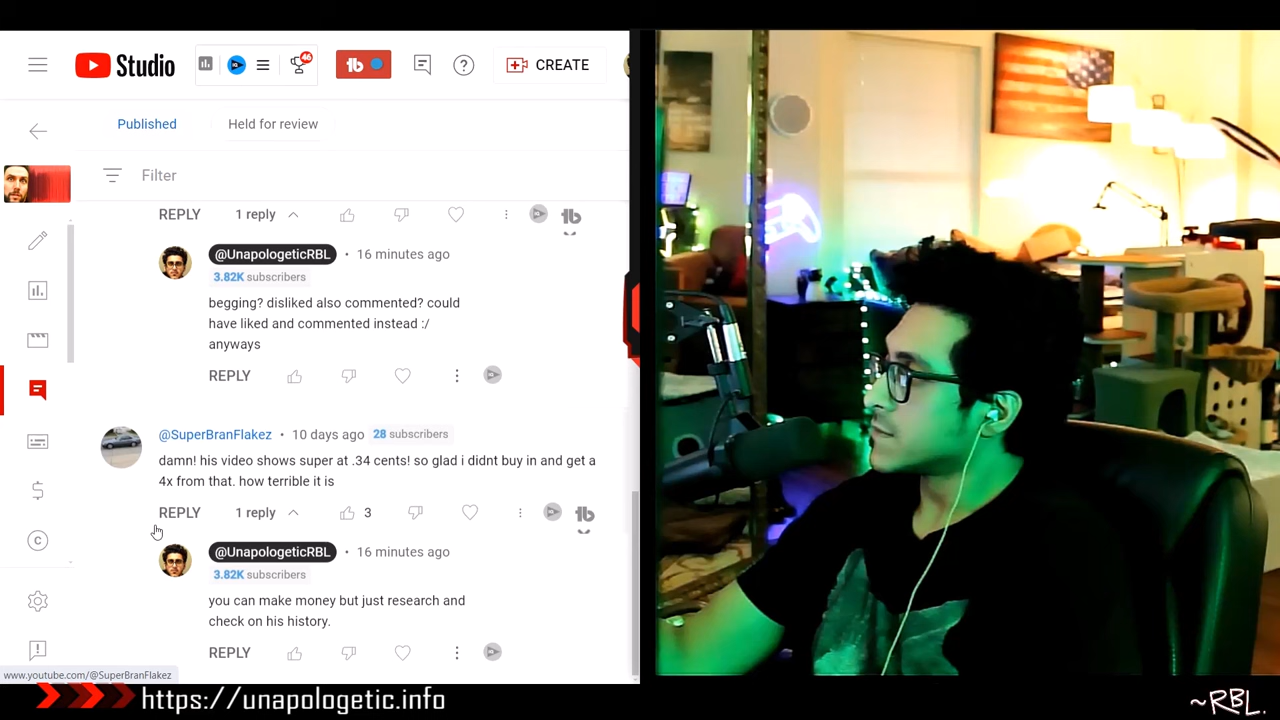 Studio
46
CREATE
Published
Held for review
Filter
REPLY 1 reply
@UnapologeticRBL • 16 minutes ago
3.82K subscribers
begging? disliked also commented? could
have liked and commented instead :/
anyways
REPLY
@SuperBranFlakez • 10 days ago 28 subscribers
damn! his video shows super at .34 cents! so glad i didnt buy in and get a
4x from that. how terrible it is
REPLY 1 reply 3
@UnapologeticRBL • 16 minutes ago
3.82K subscribers
you can make money but just research and
check on his history.
REPLY
www.youtube.com/@SuperBranFlakez
https://unapologetic.info
~RBL.